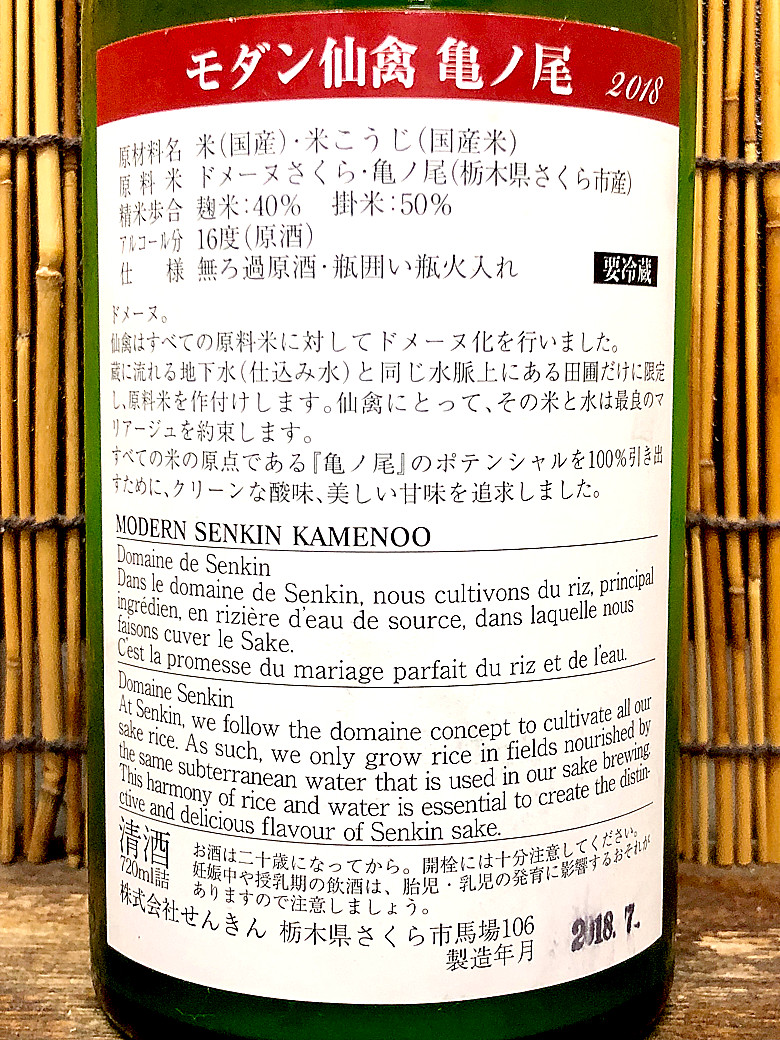 モダン仙禽 亀ノ尾 2018
原材料名 米(国産)・米こうじ(国産米)
原料米 ドメーヌさくら・亀ノ尾(栃木県さくら市産)
精米歩合 麹米:40% 掛米:50%
アルコール分 16度(原酒)
仕様 無ろ過原酒・瓶囲い瓶火入れ
要冷蔵
ドメーヌ。
仙禽はすべての原料米に対してドメーヌ化を行いました。
蔵に流れる地下水(仕込み水)と同じ水脈上にある田圃だけに限定
し、原料米を作付けします。仙禽にとって、その米と水は最良のマ
リアージュを約束します。
すべての米の原点である『亀ノ尾』のポテンシャルを100%引き出
すために、クリーンな酸味、美しい甘味を追求しました。
MODERN SENKIN KAMENOO
Domaine de Senkin
Dans le domaine de Senkin, nous cultivons du riz, principal
ingrédien, en rizière d'eau de source, dans laquelle nous
faisons cuver le Sake.
C'est la promesse du mariage parfait du riz et de l'eau.
Domaine Senkin
At Senkin, we follow the domaine concept to cultivate all our
sake rice. As such, we only grow rice in fields nourished by
the same subterranean water that is used in our sake brewing.
This harmony of rice and water is essential to create the distin-
ctive and delicious flavour of Senkin sake.
清酒
720ml詰
お酒は二十歳になってから。開栓には十分注意してください。
妊娠中や授乳期の飲酒は、胎児・乳児の発育に影響するおそれが
ありますので注意しましょう。
株式会社せんきん 栃木県さくら市馬場106
製造年月 2018.7.